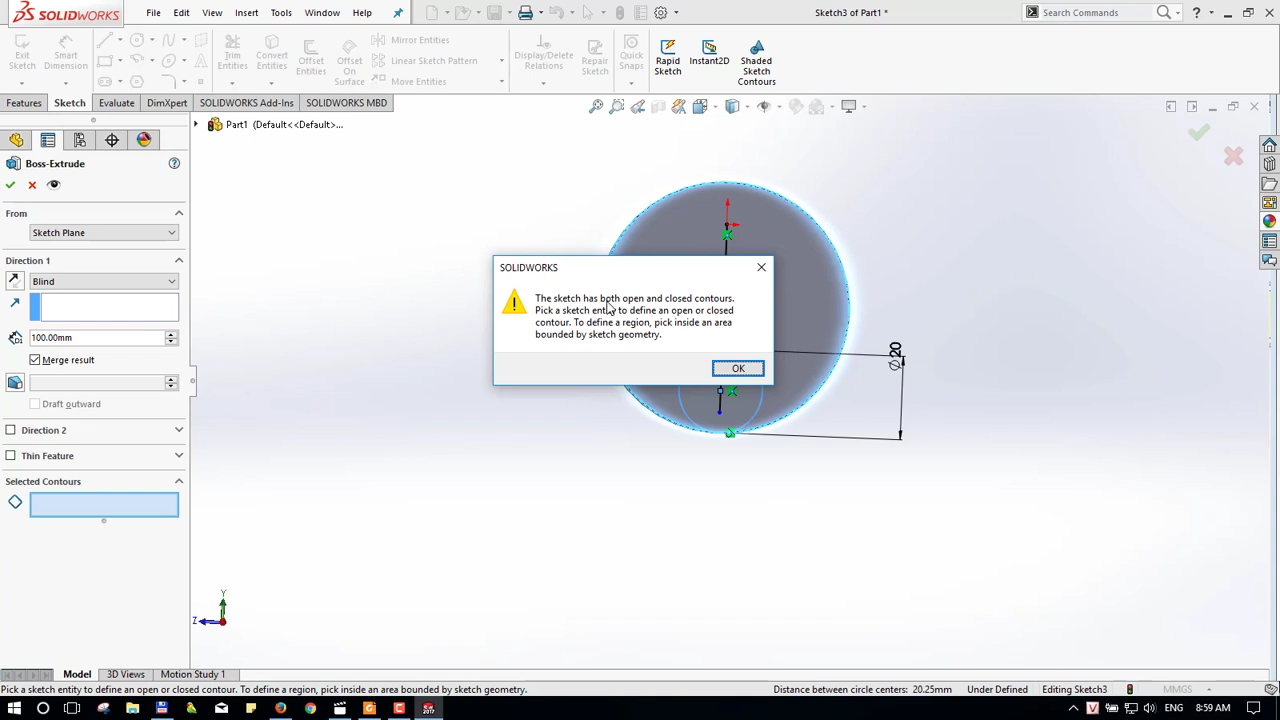 SOLIDWORKS File Edit View Insert Tools Window Help Sketch3 of Part1 * Search Commands ?
Exit Sketch Smart Dimension Trim Entities Convert Entities Offset Entities Offset On Surface Mirror Entities Linear Sketch Pattern Move Entities Display/Delete Relations Repair Sketch Quick Snaps Rapid Sketch Instant2D Shaded Sketch Contours
Features Sketch Evaluate DimXpert SOLIDWORKS Add-Ins SOLIDWORKS MBD
Part1 (Default<<Default>...
Boss-Extrude
From
Sketch Plane
Direction 1
Blind
100.00mm
Merge result
Draft outward
Direction 2
Thin Feature
Selected Contours
SOLIDWORKS
The sketch has both open and closed contours.
Pick a sketch entity to define an open or closed
contour. To define a region, pick inside an area
bounded by sketch geometry.
OK
⌀20
Y
Z
Model 3D Views Motion Study 1
Pick a sketch entity to define an open or closed contour. To define a region, pick inside an area bounded by sketch geometry. Distance between circle centers: 20.25mm Under Defined Editing Sketch3 MMGS
2017 V 8:59 AM